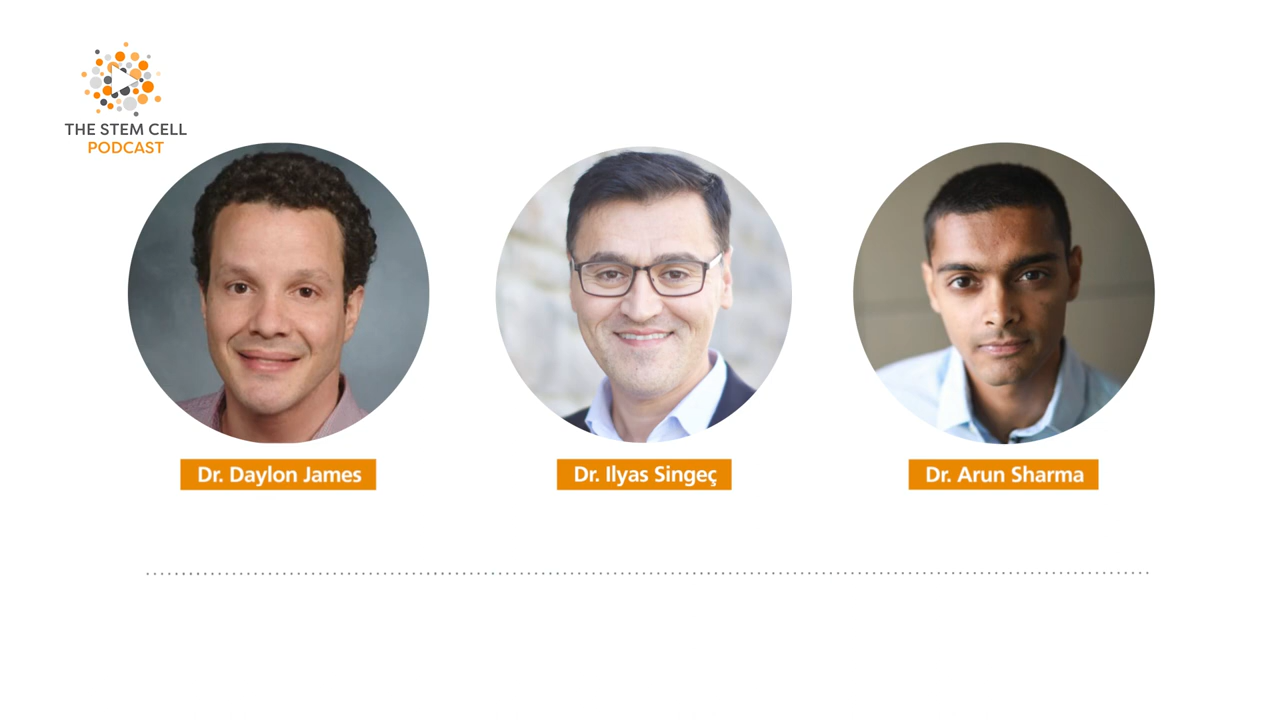 THE STEM CELL
PODCAST
Dr. Daylon James
Dr. Ilyas Singeç
Dr. Arun Sharma